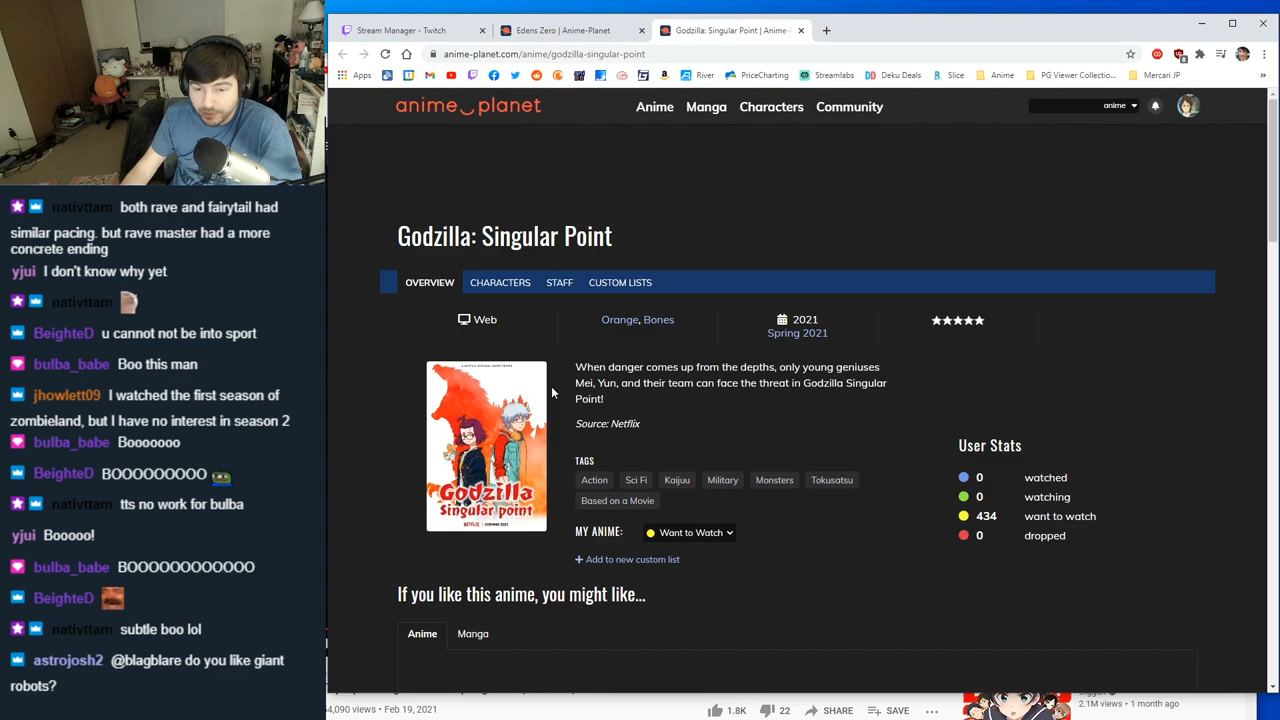 Stream Manager - Twitch
Edens Zero | Anime-Planet
Godzilla: Singular Point | Anime-
anime-planet.com/anime/godzilla-singular-point
Apps River PriceCharting Streamlabs Deku Deals Slice Anime PG Viewer Collectio... Mercari JP
anime planet
Anime Manga Characters Community
anime
Godzilla: Singular Point
OVERVIEW CHARACTERS STAFF CUSTOM LISTS
Web
Orange, Bones
2021
Spring 2021
When danger comes up from the depths, only young geniuses
Mei, Yun, and their team can face the threat in Godzilla Singular
Point!
Source: Netflix
TAGS
Action Sci Fi Kaijuu Military Monsters Tokusatsu
Based on a Movie
MY ANIME: Want to Watch
+ Add to new custom list
Godzilla
Singular point
NETFLIX | COMING 2021
User Stats
0 watched
0 watching
434 want to watch
0 dropped
If you like this anime, you might like...
Anime Manga
nativttam both rave and fairytail had
similar pacing. but rave master had a more
concrete ending
yjui I don't know why yet
nativttam
BeighteD u cannot not be into sport
bulba_babe Boo this man
jhowlett09 I watched the first season of
zombieland, but I have no interest in season 2
bulba_babe Booooooo
BeighteD BOOOOOOOOO
nativttam tts no work for bulba
yjui Booooo!
bulba_babe BOOOOOOOOOOOO
BeighteD
nativttam subtle boo lol
astrojosh2 @blagblare do you like giant
robots?
4,090 views • Feb 19, 2021
1.8K 22 SHARE SAVE
2.1M views • 1 month ago